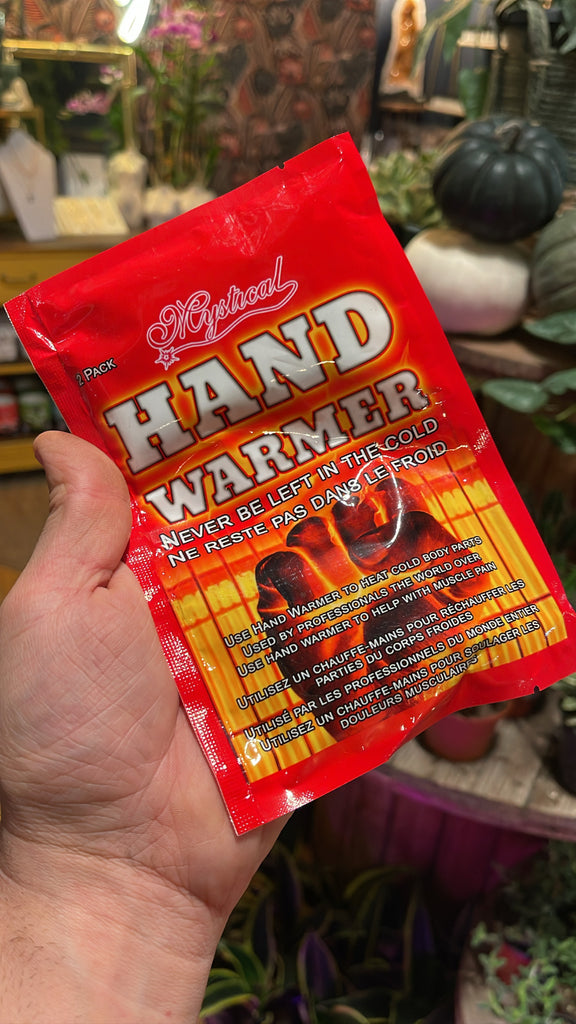 Mystical
2 PACK
HAND
WARMER
NEVER BE LEFT IN THE COLD
NE RESTE PAS DANS LE FROID
USE HAND WARMER TO HEAT COLD BODY PARTS
USED BY PROFESSIONALS THE WORLD OVER
USE HAND WARMER TO HELP WITH MUSCLE PAIN
UTILISEZ UN CHAUFFE-MAINS POUR RÉCHAUFFER LES
PARTIES DU CORPS FROIDES
UTILISÉ PAR LES PROFESSIONNELS DU MONDE ENTIER
UTILISEZ UN CHAUFFE-MAINS POUR SOULAGER LES
DOULEURS MUSCULAIRES